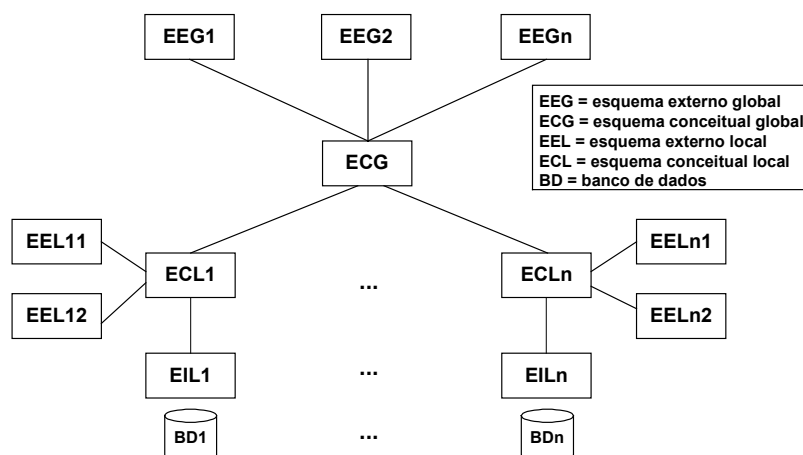 EEG1
EEG2
EEGn
EEG = esquema externo global
ECG = esquema conceitual global
EEL = esquema externo local
ECL = esquema conceitual local
BD = banco de dados
ECG
EEL11
EELn1
ECL1
...
ECLn
EEL12
EELn2
EIL1
...
EILn
BD1
...
BDn